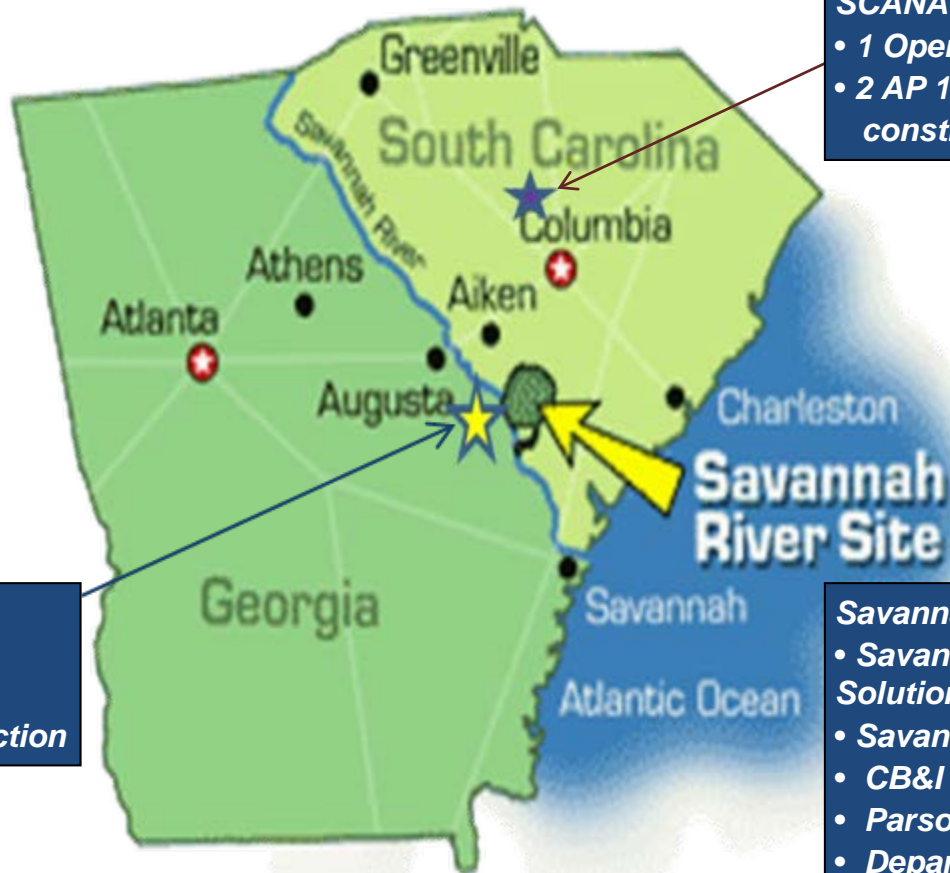 SCANA
• 1 Oper
• 2 AP 1
const
Greenville
South Carolina
Savannah River
Columbia
Athens
Aiken
Atlanta
Augusta
Charleston
Savannah
River Site
Georgia
Savannah
Atlantic Ocean
ction
Savann
• Savan
Solution
• Savan
• CB&I
• Parso
• Depar